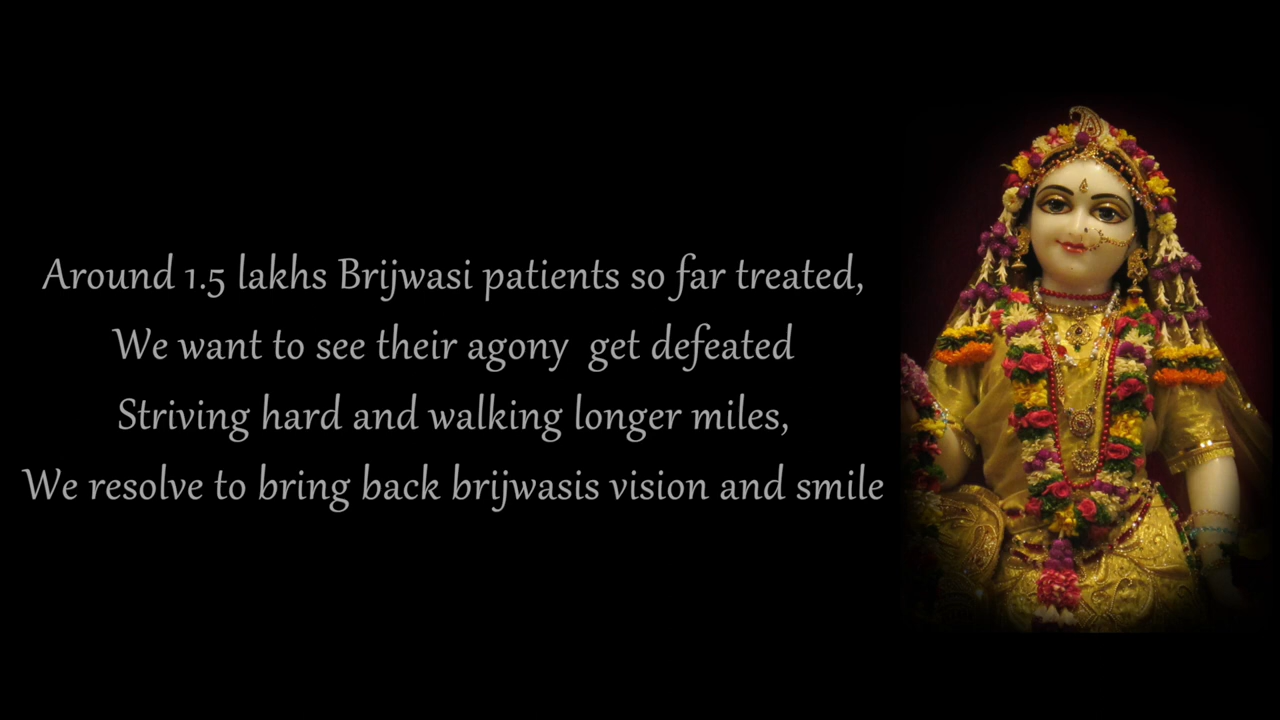 Around 1.5 lakhs Brijwasi patients so far treated,
We want to see their agony  get defeated
Striving hard and walking longer miles,
We resolve to bring back brijwasis vision and smile